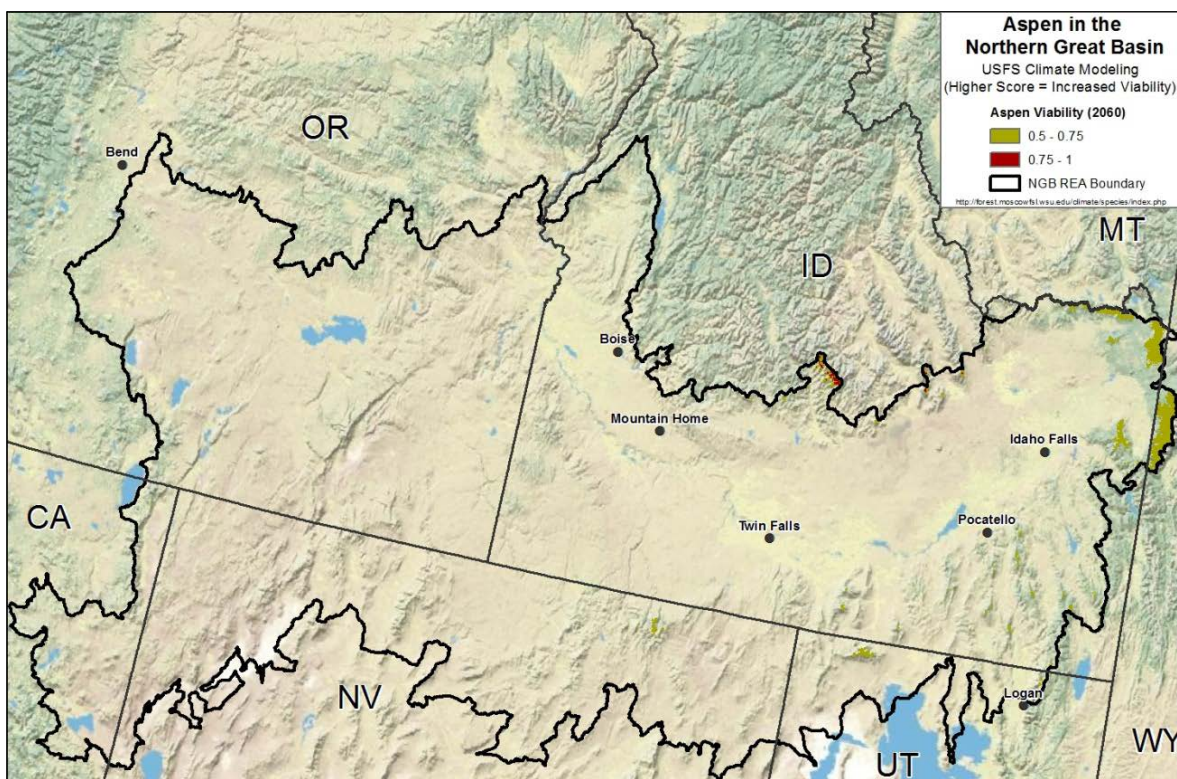 Aspen in the
Northern Great Basin
USFS Climate Modeling
(Higher Score = Increased Viability)
Aspen Viability (2060)
0.5 - 0.75
0.75 - 1
NGB REA Boundary
http://forest.moscowfsl.wsu.edu/climate/species/index.php
OR
Bend
MT
ID
Boise
Mountain Home
Idaho Falls
CA
Twin Falls
Pocatello
NV
Logan
UT
WY